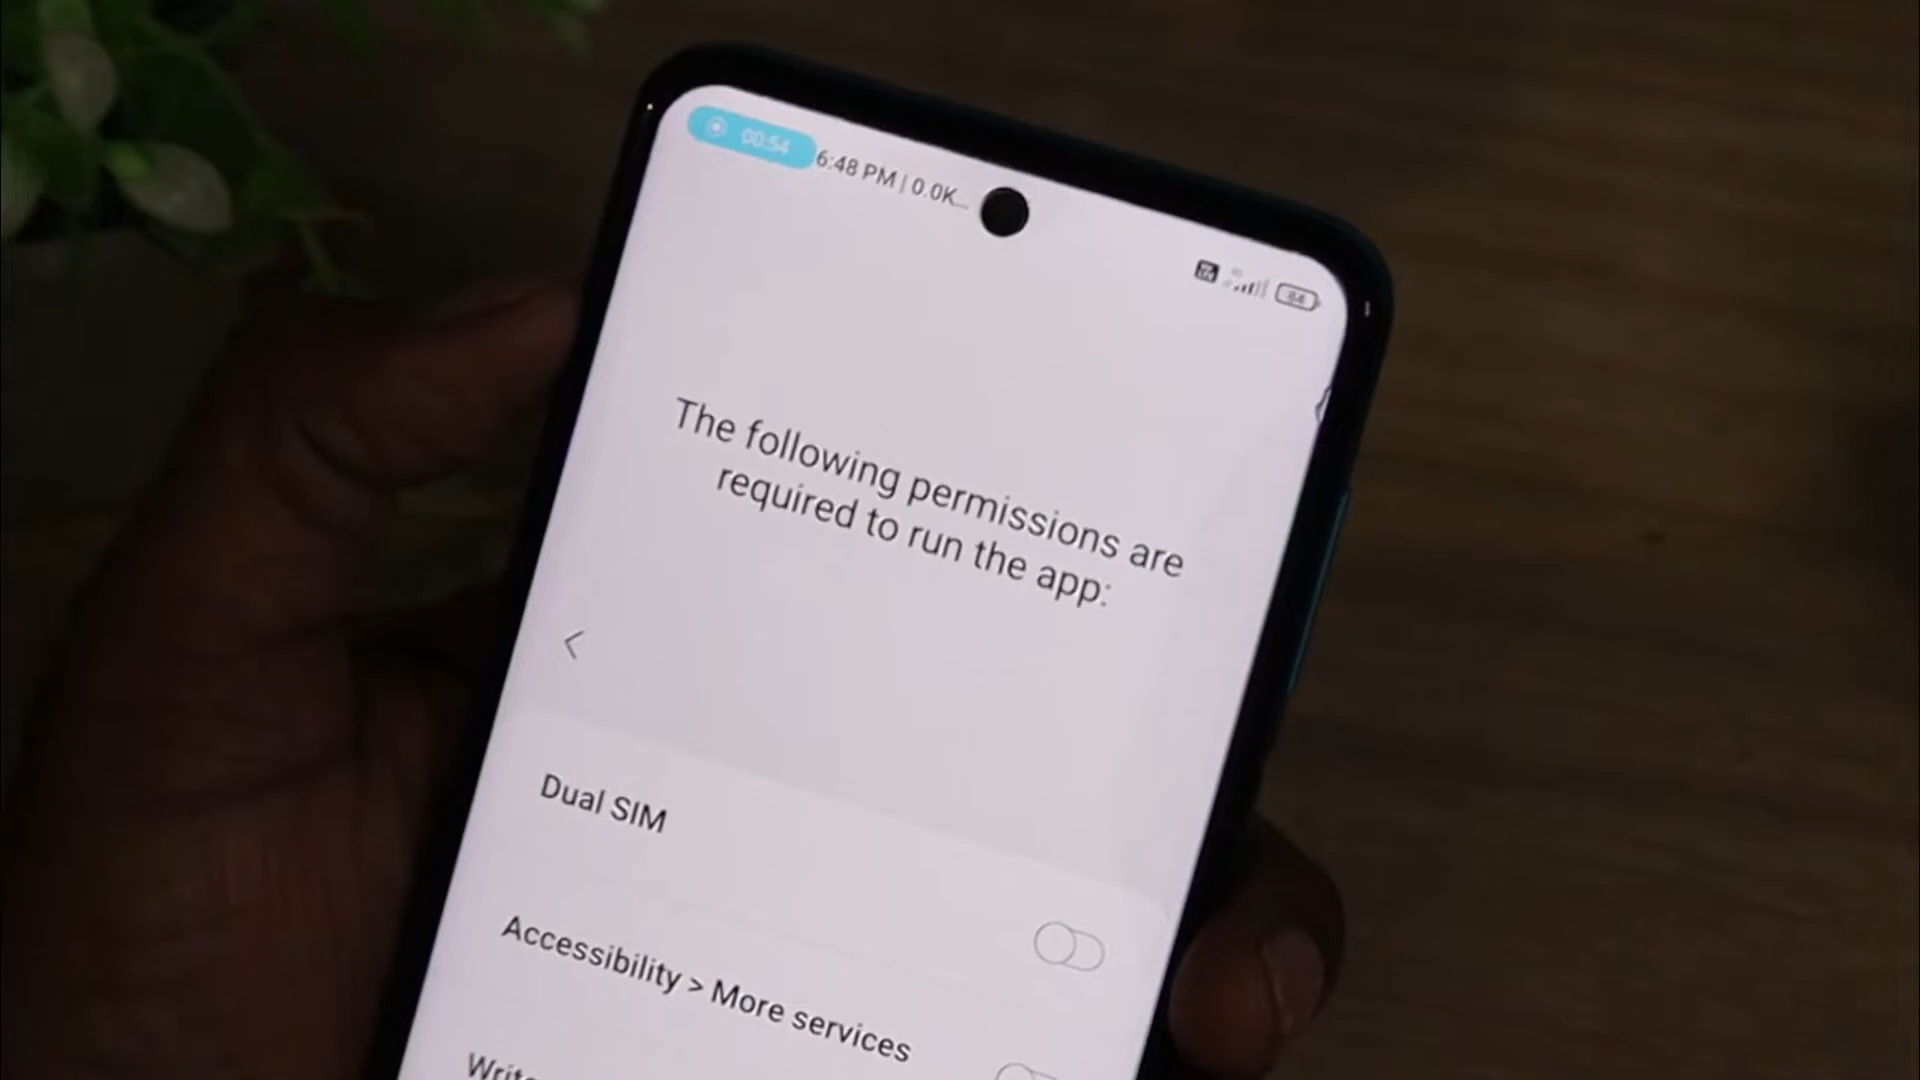 00:54 6:48 PM | 0.0K...
The following permissions are
required to run the app:
Dual SIM
Accessibility > More services